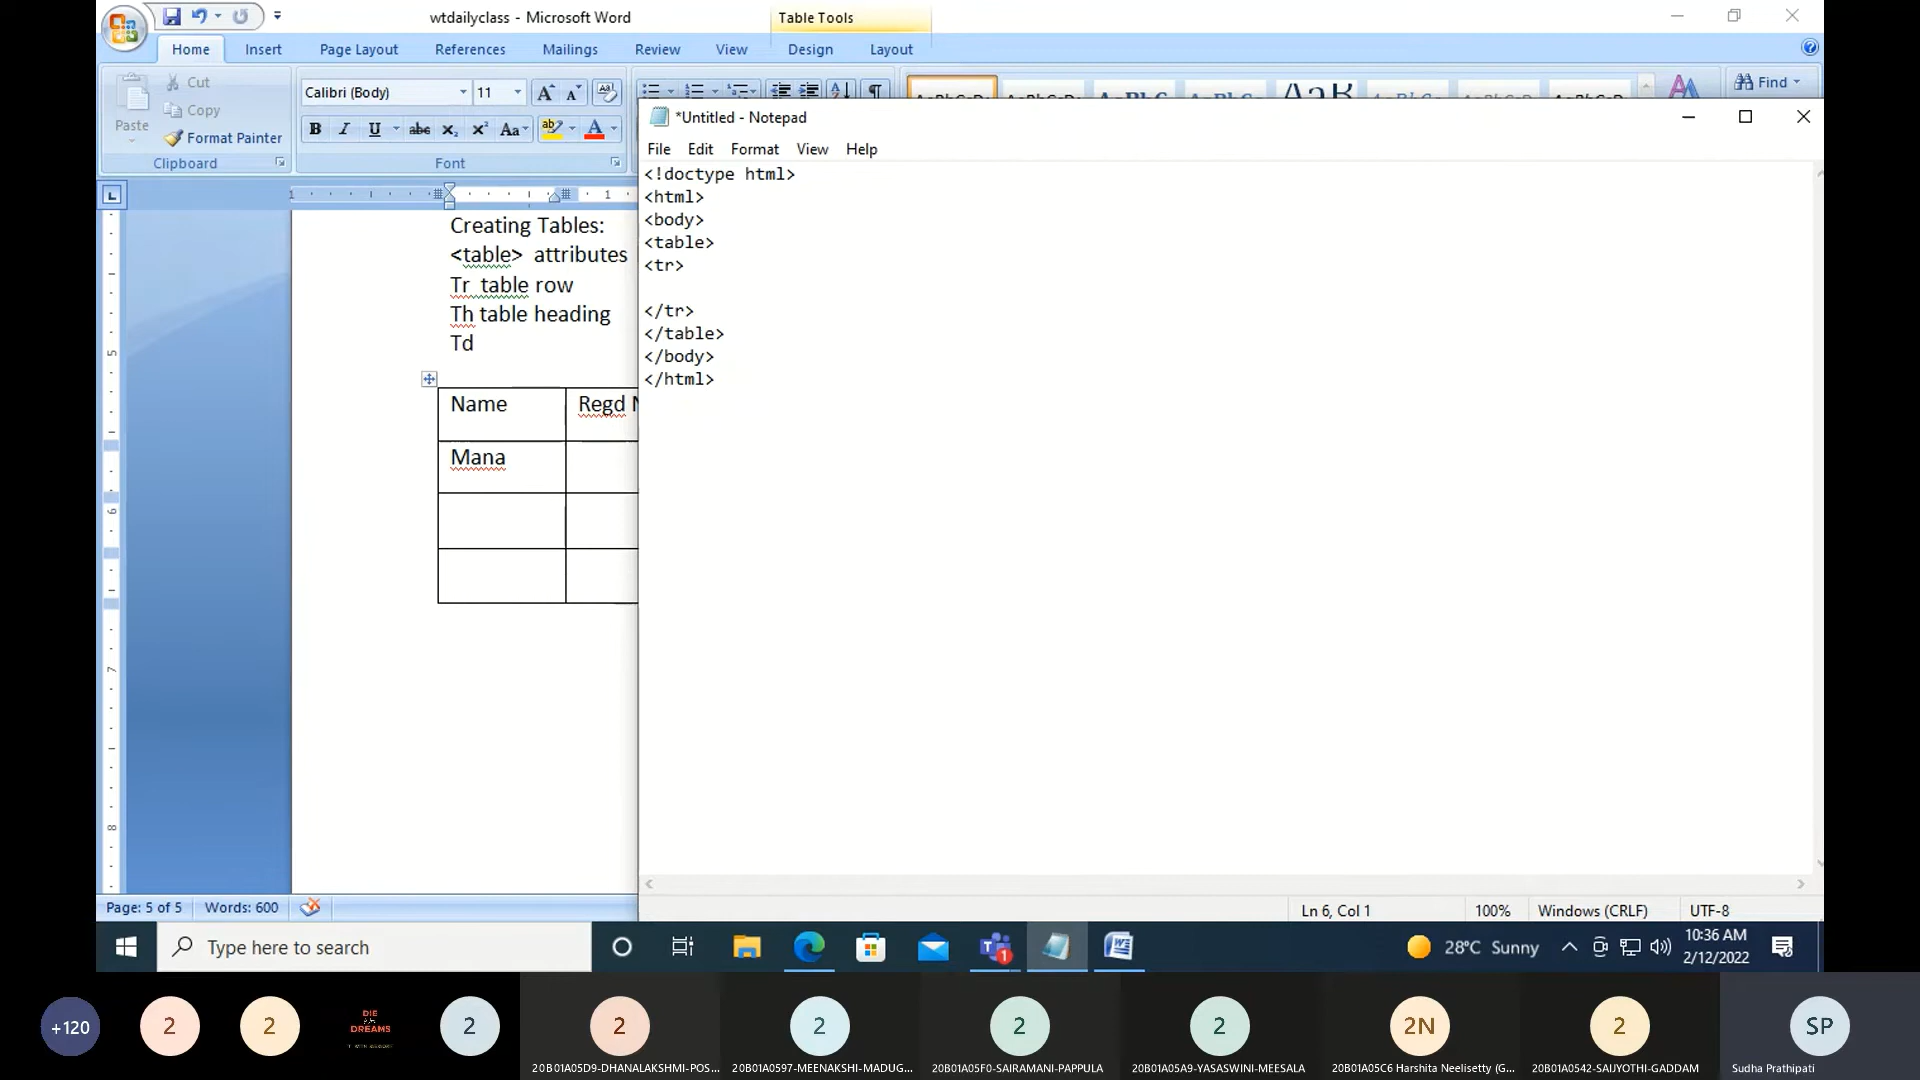 wtdailyclass - Microsoft Word
Table Tools
Home
Insert
Page Layout
References
Mailings
Review
View
Design
Layout
Paste
Cut
Copy
Format Painter
Clipboard
Calibri (Body)
11
Font
Find
*Untitled - Notepad
File
Edit
Format
View
Help
<!doctype html>
<html>
<body>
<table>
<tr>
</tr>
</table>
</body>
</html>
Creating Tables:
<table>  attributes
Tr  table row
Th table heading
Td
Name
Regd
Mana
Ln 6, Col 1
100%
Windows (CRLF)
UTF-8
Page: 5 of 5
Words: 600
Type here to search
28°C  Sunny
10:36 AM
2/12/2022
+120
2
2
DIE
DREAMS
2
2
2
2
2
2N
2
SP
20B01A05D9-DHANALAKSHMI-POS...
20B01A0597-MEENAKSHI-MADUG...
20B01A05F0-SAIRAMANI-PAPPULA
20B01A05A9-YASASWINI-MEESALA
20B01A05C6 Harshita Neelisetty (G...
20B01A0542-SAIJYOTHI-GADDAM
Sudha Prathipati